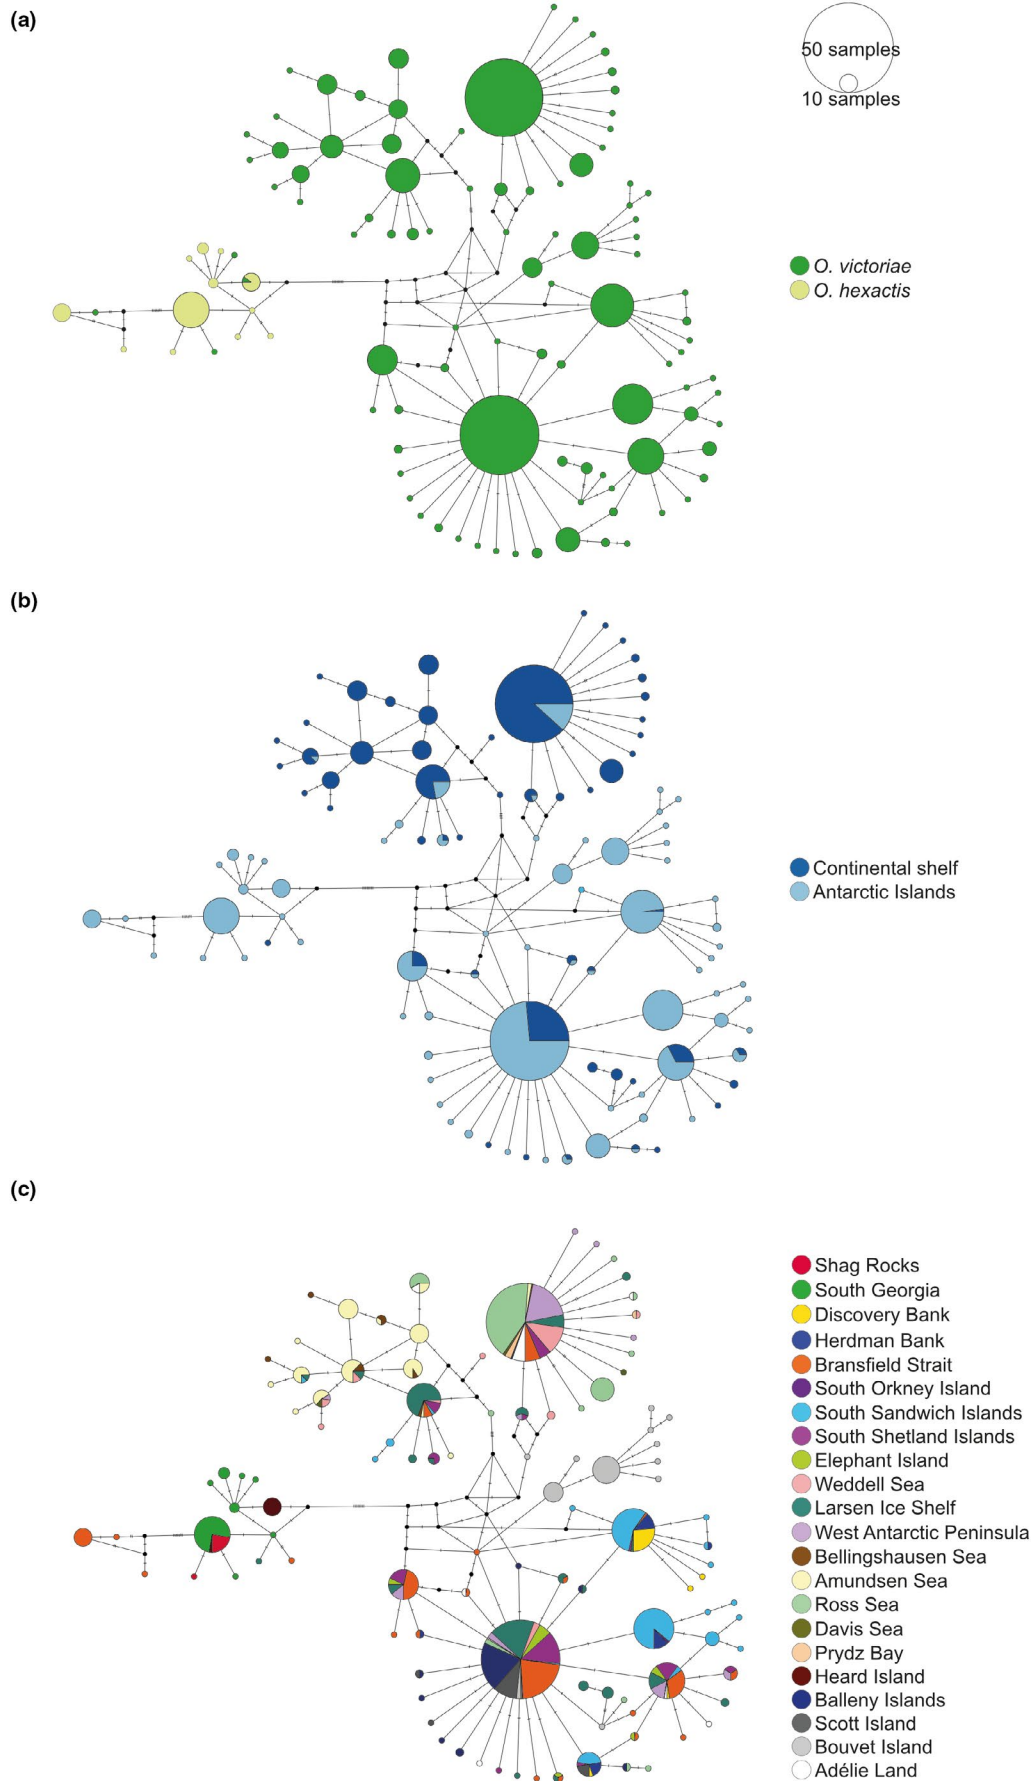 (a)
50 samples
10 samples
O. victoriae
O. hexactis
(b)
Continental shelf
Antarctic Islands
(c)
Shag Rocks
South Georgia
Discovery Bank
Herdman Bank
Bransfield Strait
South Orkney Island
South Sandwich Islands
South Shetland Islands
Elephant Island
Weddell Sea
Larsen Ice Shelf
West Antarctic Peninsula
Bellingshausen Sea
Amundsen Sea
Ross Sea
Davis Sea
Prydz Bay
Heard Island
Balleny Islands
Scott Island
Bouvet Island
Adélie Land